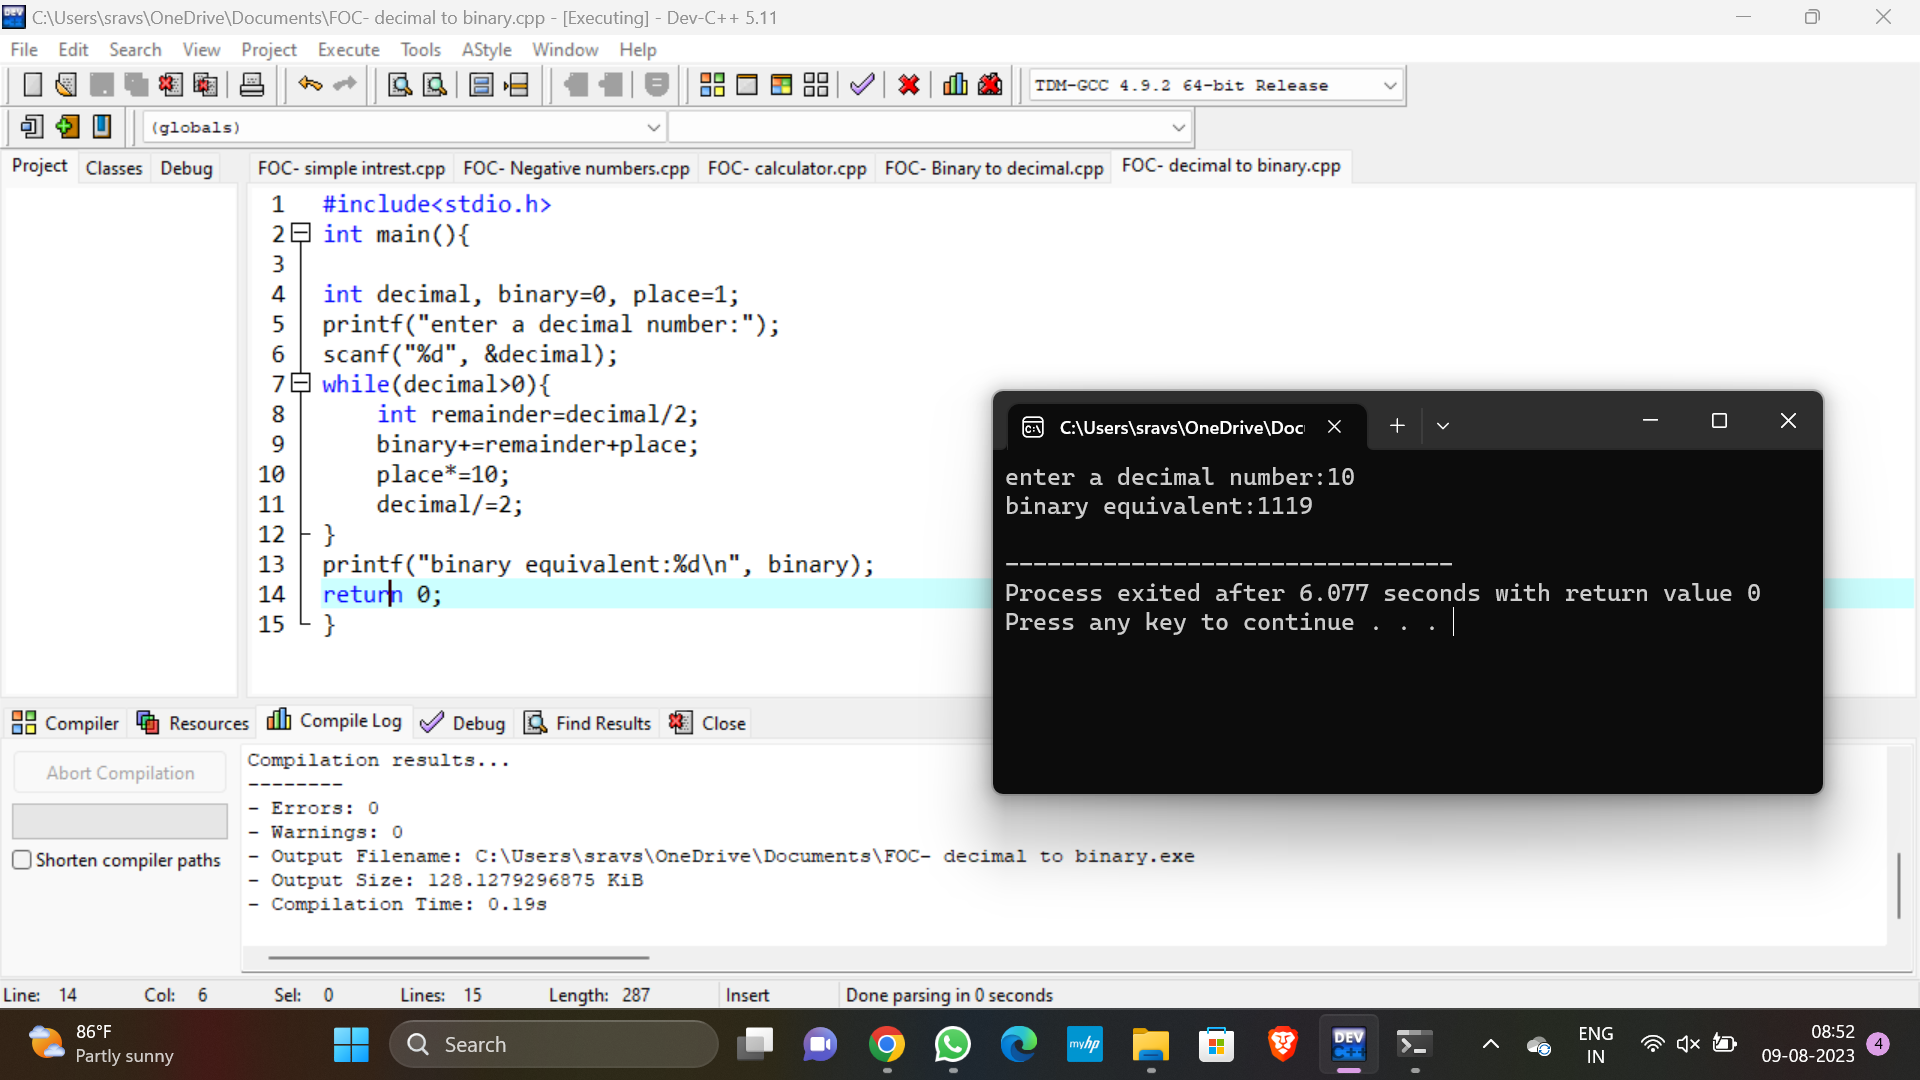 C:\Users\sravs\OneDrive\Documents\FOC- decimal to binary.cpp - [Executing] - Dev-C++ 5.11
File Edit Search View Project Execute Tools AStyle Window Help
TDM-GCC 4.9.2 64-bit Release
(globals)
Project Classes Debug
FOC- simple intrest.cpp FOC- Negative numbers.cpp FOC- calculator.cpp FOC- Binary to decimal.cpp FOC- decimal to binary.cpp
1 #include<stdio.h>
2 int main(){
3
4 int decimal, binary=0, place=1;
5 printf("enter a decimal number:");
6 scanf("%d", &decimal);
7 while(decimal>0){
8 int remainder=decimal/2;
9 binary+=remainder+place;
10 place*=10;
11 decimal/=2;
12 }
13 printf("binary equivalent:%d\n", binary);
14 return 0;
15 }
C:\Users\sravs\OneDrive\Doc
enter a decimal number:10
binary equivalent:1119
--------------------------------
Process exited after 6.077 seconds with return value 0
Press any key to continue . . .
Compiler Resources Compile Log Debug Find Results Close
Abort Compilation
Shorten compiler paths
Compilation results...
--------
- Errors: 0
- Warnings: 0
- Output Filename: C:\Users\sravs\OneDrive\Documents\FOC- decimal to binary.exe
- Output Size: 128.1279296875 KiB
- Compilation Time: 0.19s
Line: 14 Col: 6 Sel: 0 Lines: 15 Length: 287 Insert Done parsing in 0 seconds
86°F
Partly sunny
Search
myhp
DEV
C++
ENG
IN
08:52
09-08-2023
4